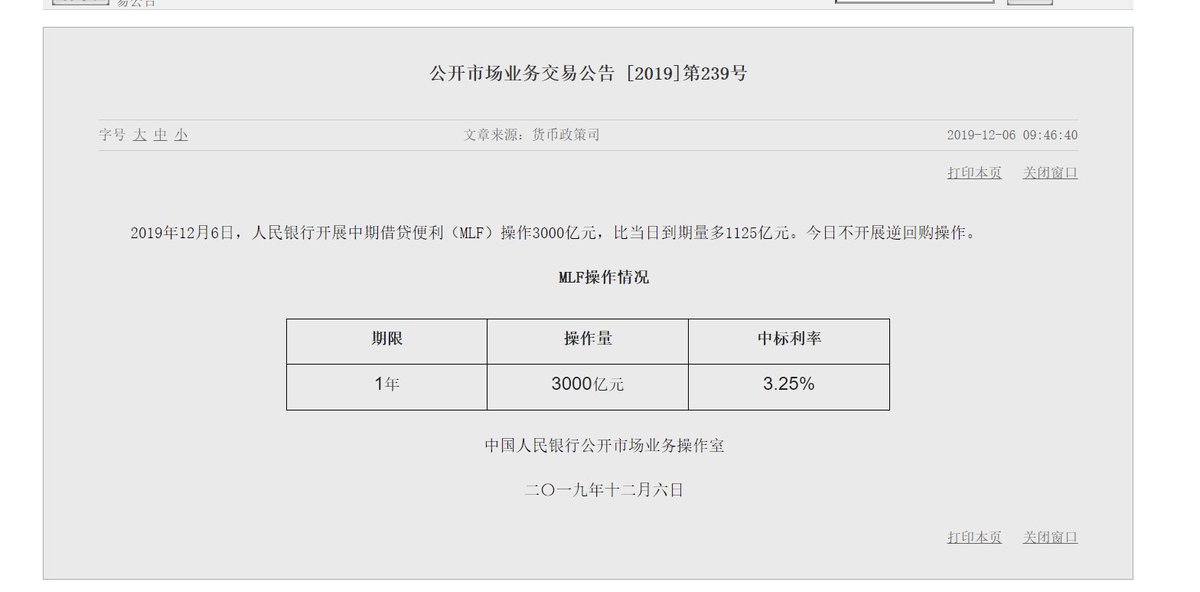 易公告
公开市场业务交易公告 [2019]第239号
字号 大 中 小 文章来源：货币政策司 2019-12-06 09:46:40
打印本页 关闭窗口
2019年12月6日，人民银行开展中期借贷便利（MLF）操作3000亿元，比当日到期量多1125亿元。今日不开展逆回购操作。
MLF操作情况
期限 操作量 中标利率
1年 3000亿元 3.25%
中国人民银行公开市场业务操作室
二〇一九年十二月六日
打印本页 关闭窗口